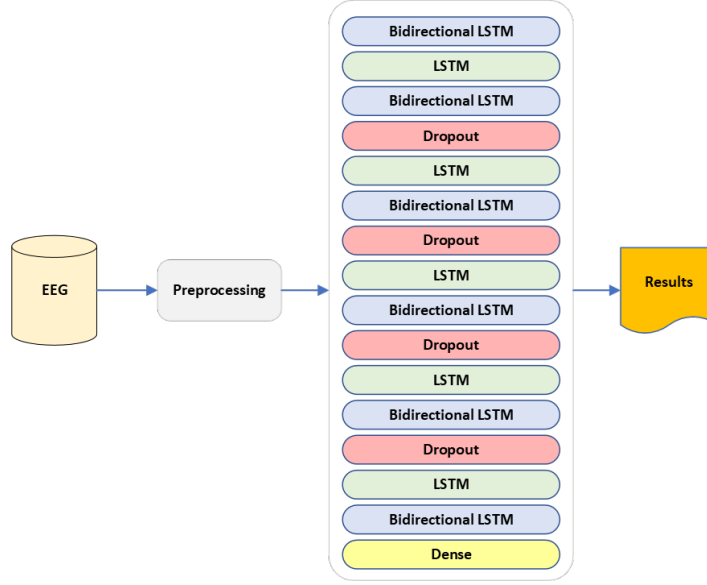 EEG
Preprocessing
Bidirectional LSTM
LSTM
Bidirectional LSTM
Dropout
LSTM
Bidirectional LSTM
Dropout
LSTM
Bidirectional LSTM
Dropout
LSTM
Bidirectional LSTM
Dropout
LSTM
Bidirectional LSTM
Dense
Results